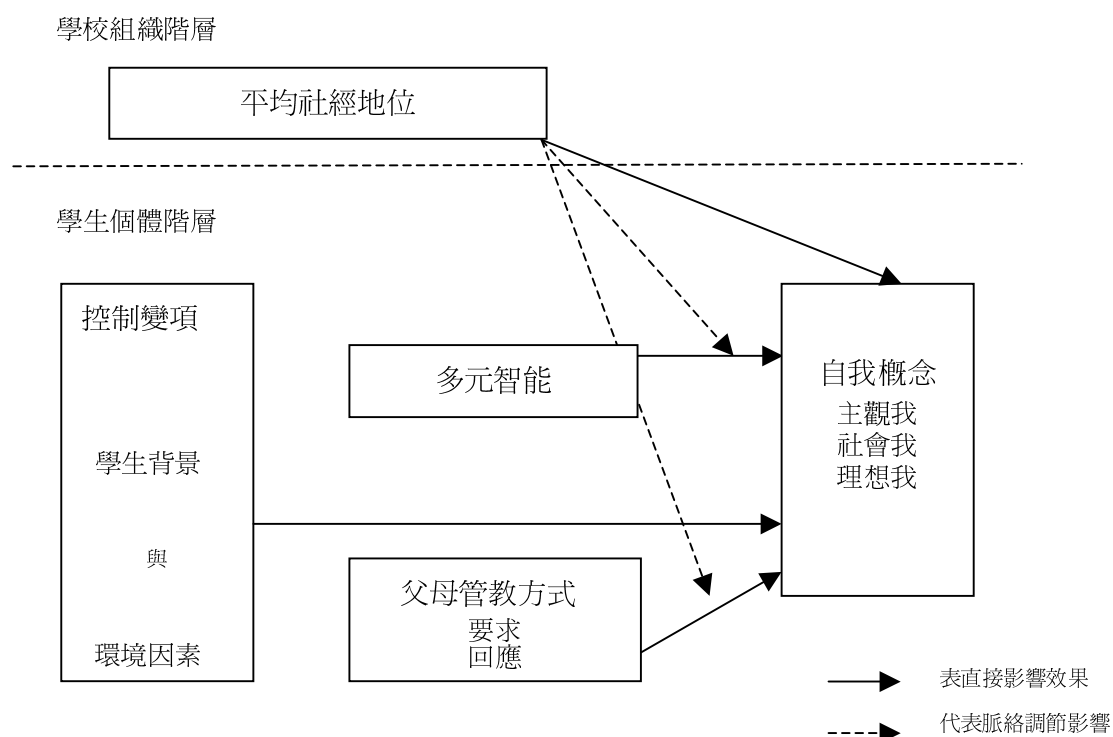 學校組織階層
平均社經地位
學生個體階層
控制變項
學生背景
與
環境因素
多元智能
父母管教方式
要求
回應
自我概念
主觀我
社會我
理想我
表直接影響效果
代表脈絡調節影響